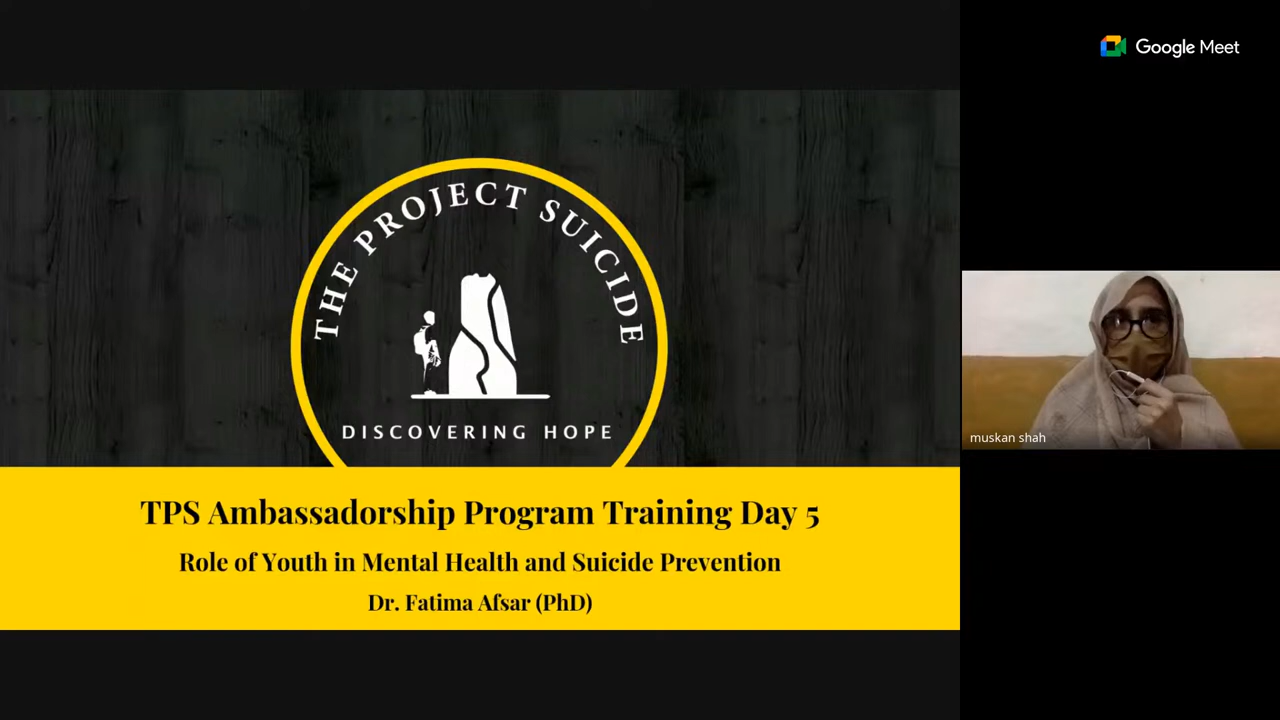 Google Meet
THE PROJECT SUICIDE
DISCOVERING HOPE
TPS Ambassadorship Program Training Day 5
Role of Youth in Mental Health and Suicide Prevention
Dr. Fatima Afsar (PhD)
muskan shah